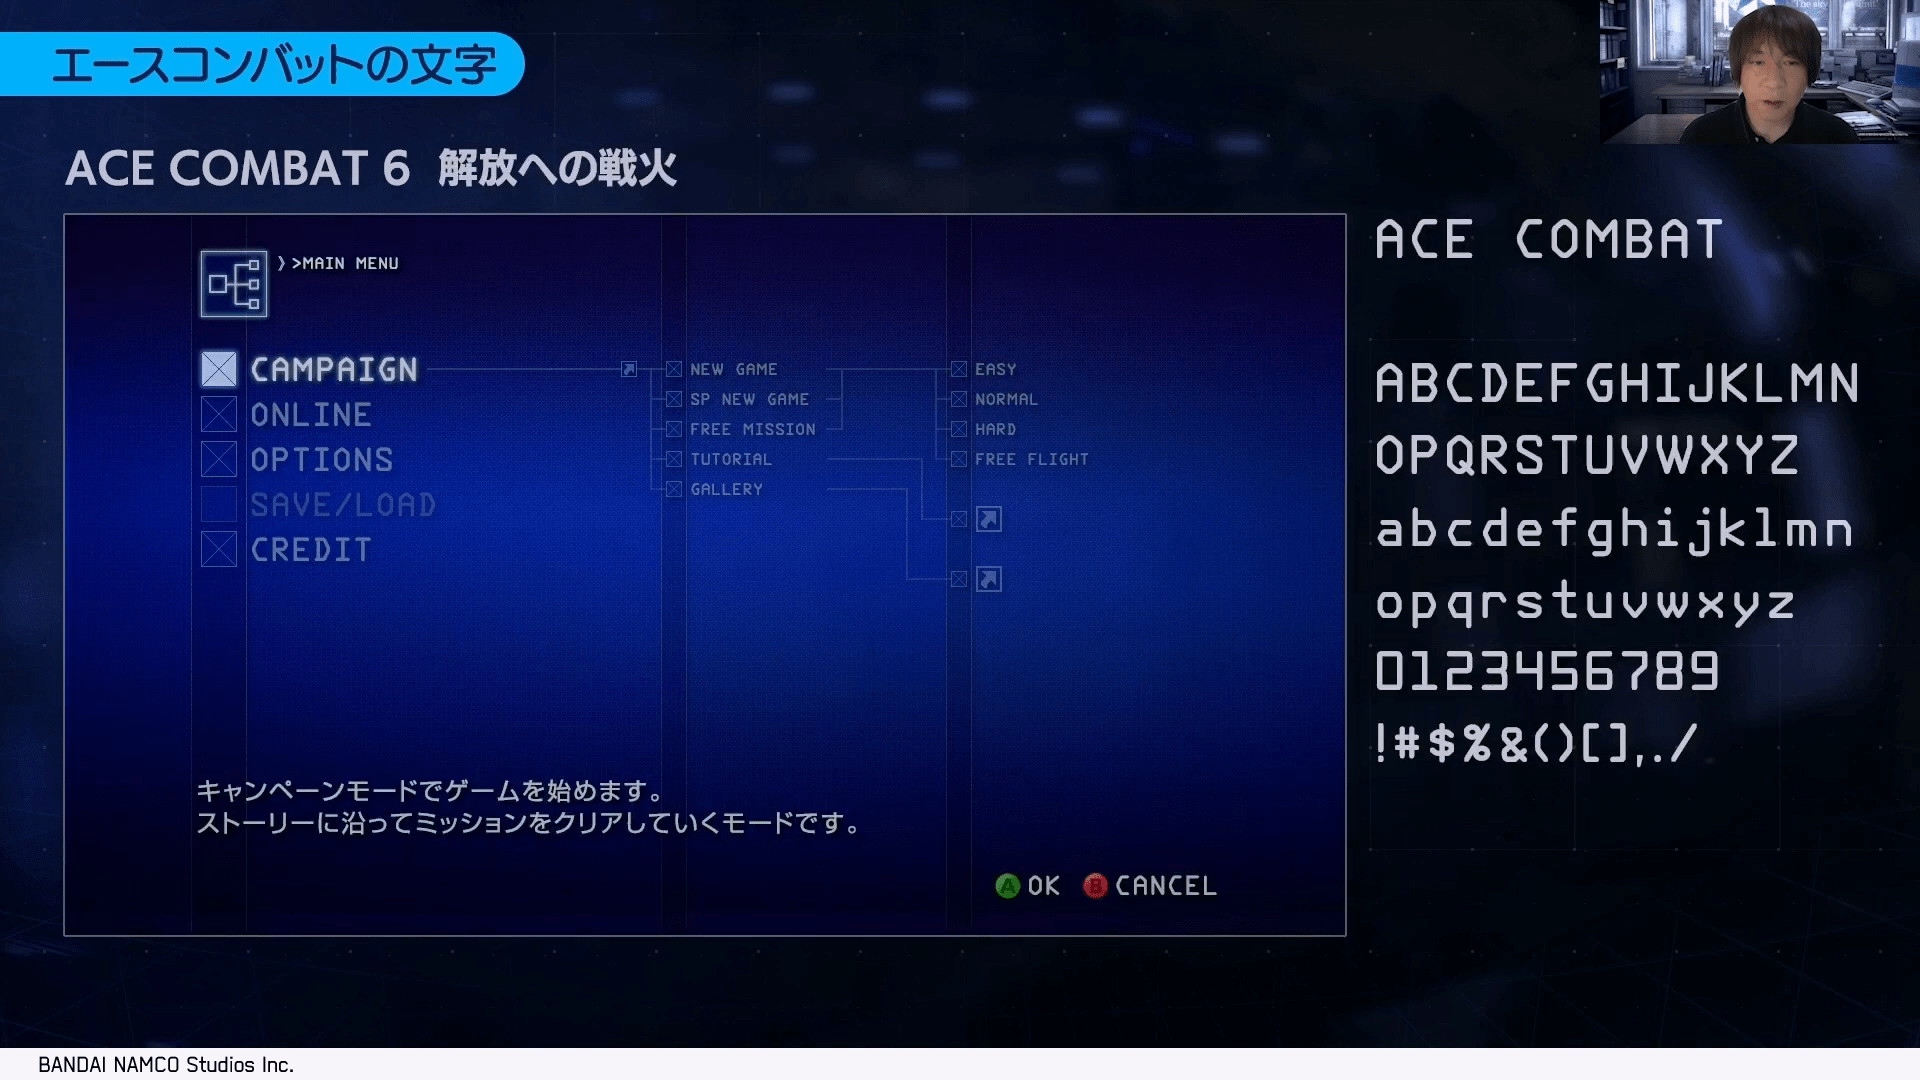 エースコンバットの文字
ACE COMBAT 6 解放への戦火
>>MAIN MENU
CAMPAIGN
ONLINE
OPTIONS
SAVE/LOAD
CREDIT
NEW GAME
SP NEW GAME
FREE MISSION
TUTORIAL
GALLERY
EASY
NORMAL
HARD
FREE FLIGHT
キャンペーンモードでゲームを始めます。
ストーリーに沿ってミッションをクリアしていくモードです。
A OK B CANCEL
ACE COMBAT
ABCDEFGHIJKLMN
OPQRSTUVWXYZ
abcdefghijklmn
opqrstuvwxyz
0123456789
!#$%&()[],./
BANDAI NAMCO Studios Inc.